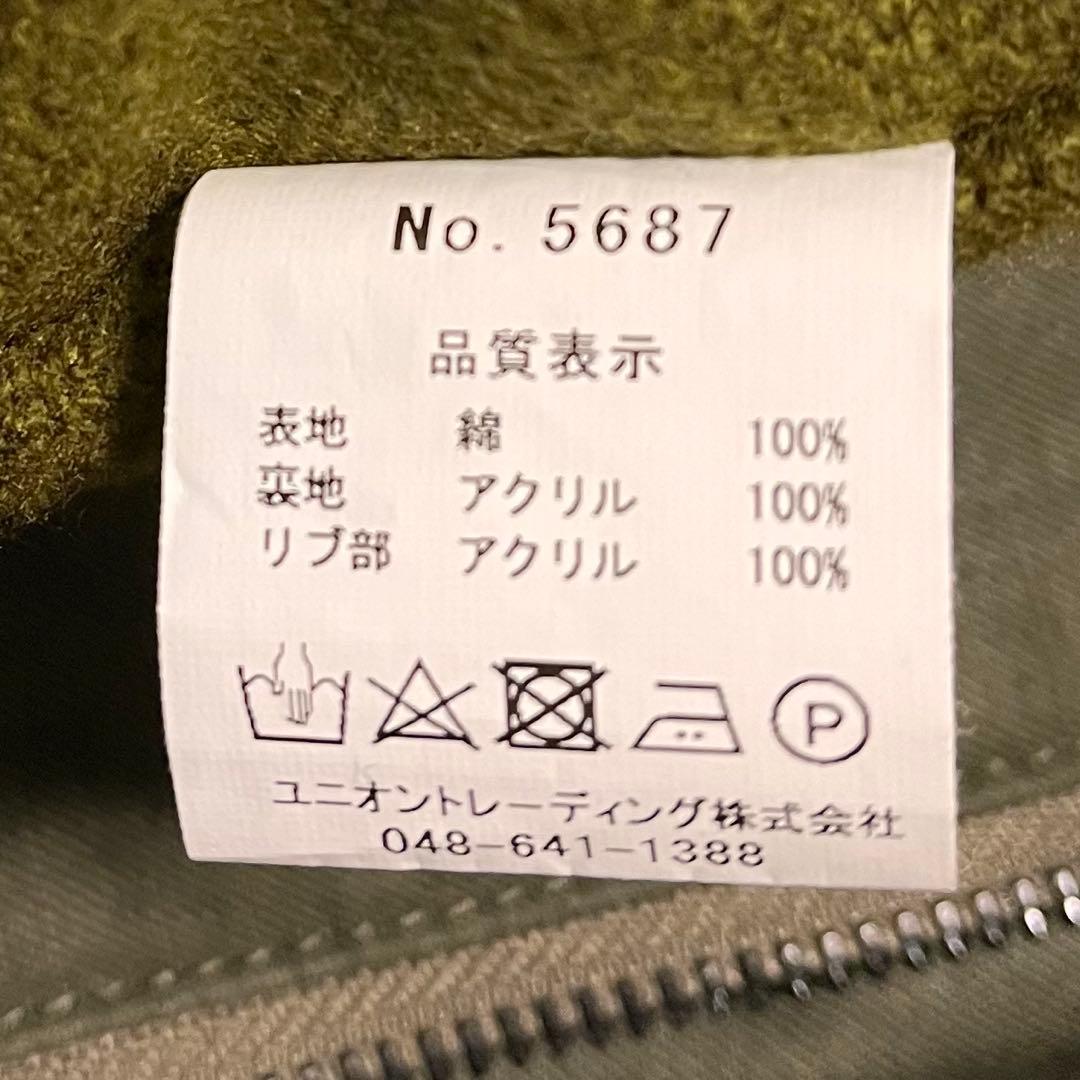 No. 5687
品質表示
表地 綿 100%
裏地 アクリル 100%
リブ部 アクリル 100%
P
ユニオントレーディング株式会社
048-641-1388